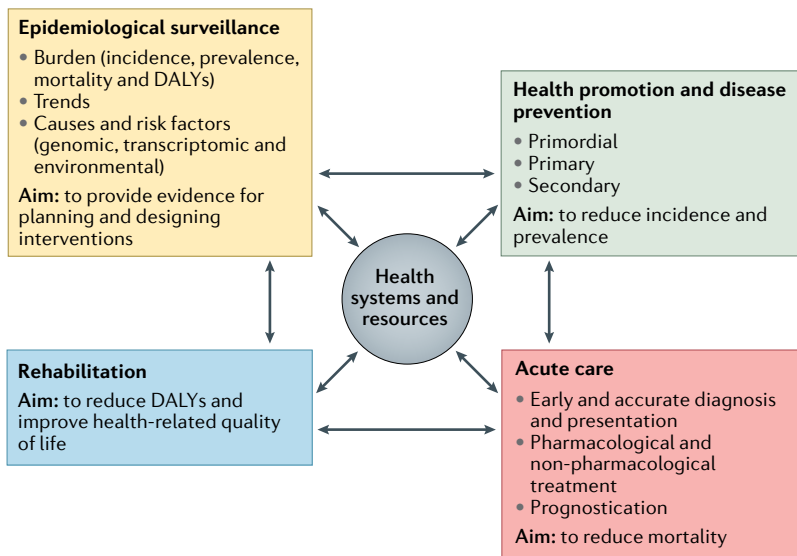 Epidemiological surveillance
• Burden (incidence, prevalence,
mortality and DALYs)
• Trends
• Causes and risk factors
(genomic, transcriptomic and
environmental)
Aim: to provide evidence for
planning and designing
interventions
Health promotion and disease
prevention
• Primordial
• Primary
• Secondary
Aim: to reduce incidence and
prevalence
Health
systems and
resources
Rehabilitation
Aim: to reduce DALYs and
improve health-related quality
of life
Acute care
• Early and accurate diagnosis
and presentation
• Pharmacological and
non-pharmacological
treatment
• Prognostication
Aim: to reduce mortality